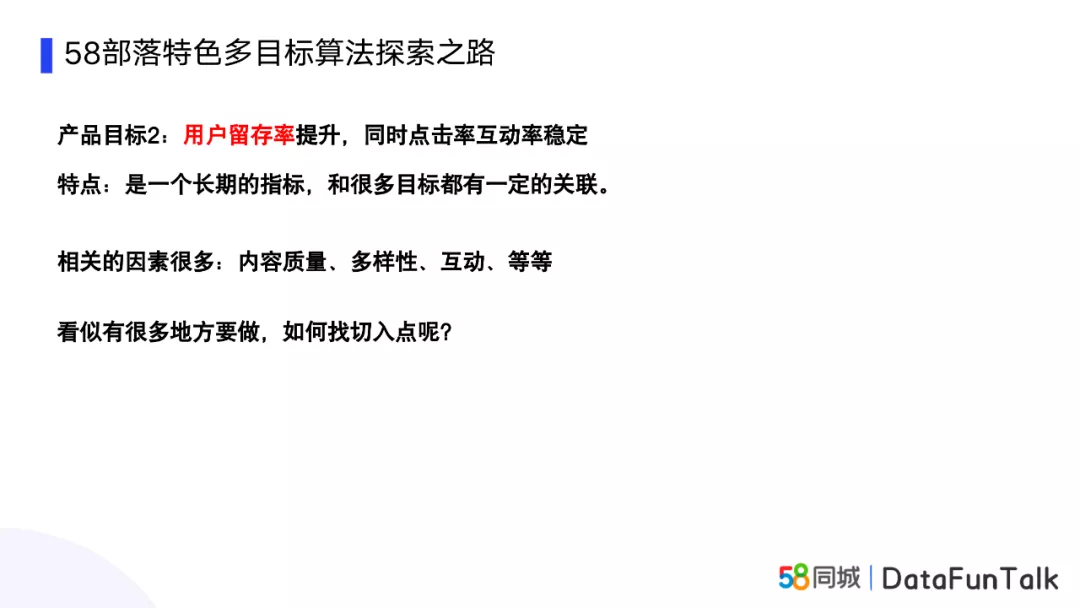 58部落特色多目标算法探索之路
产品目标2：用户留存率提升，同时点击率互动率稳定
特点：是一个长期的指标，和很多目标都有一定的关联。
相关的因素很多：内容质量、多样性、互动、等等
看似有很多地方要做，如何找切入点呢？
58同城 | DataFunTalk